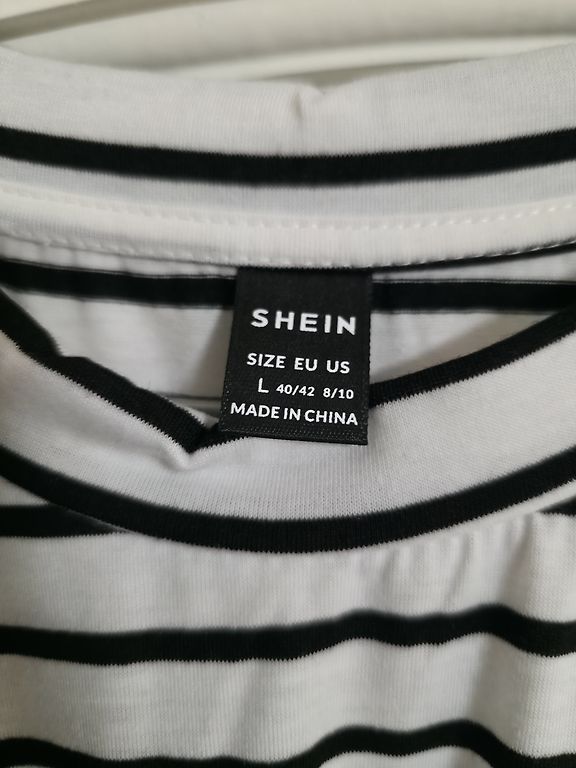 SHEIN
SIZE EU US
L 40/42 8/10
MADE IN CHINA